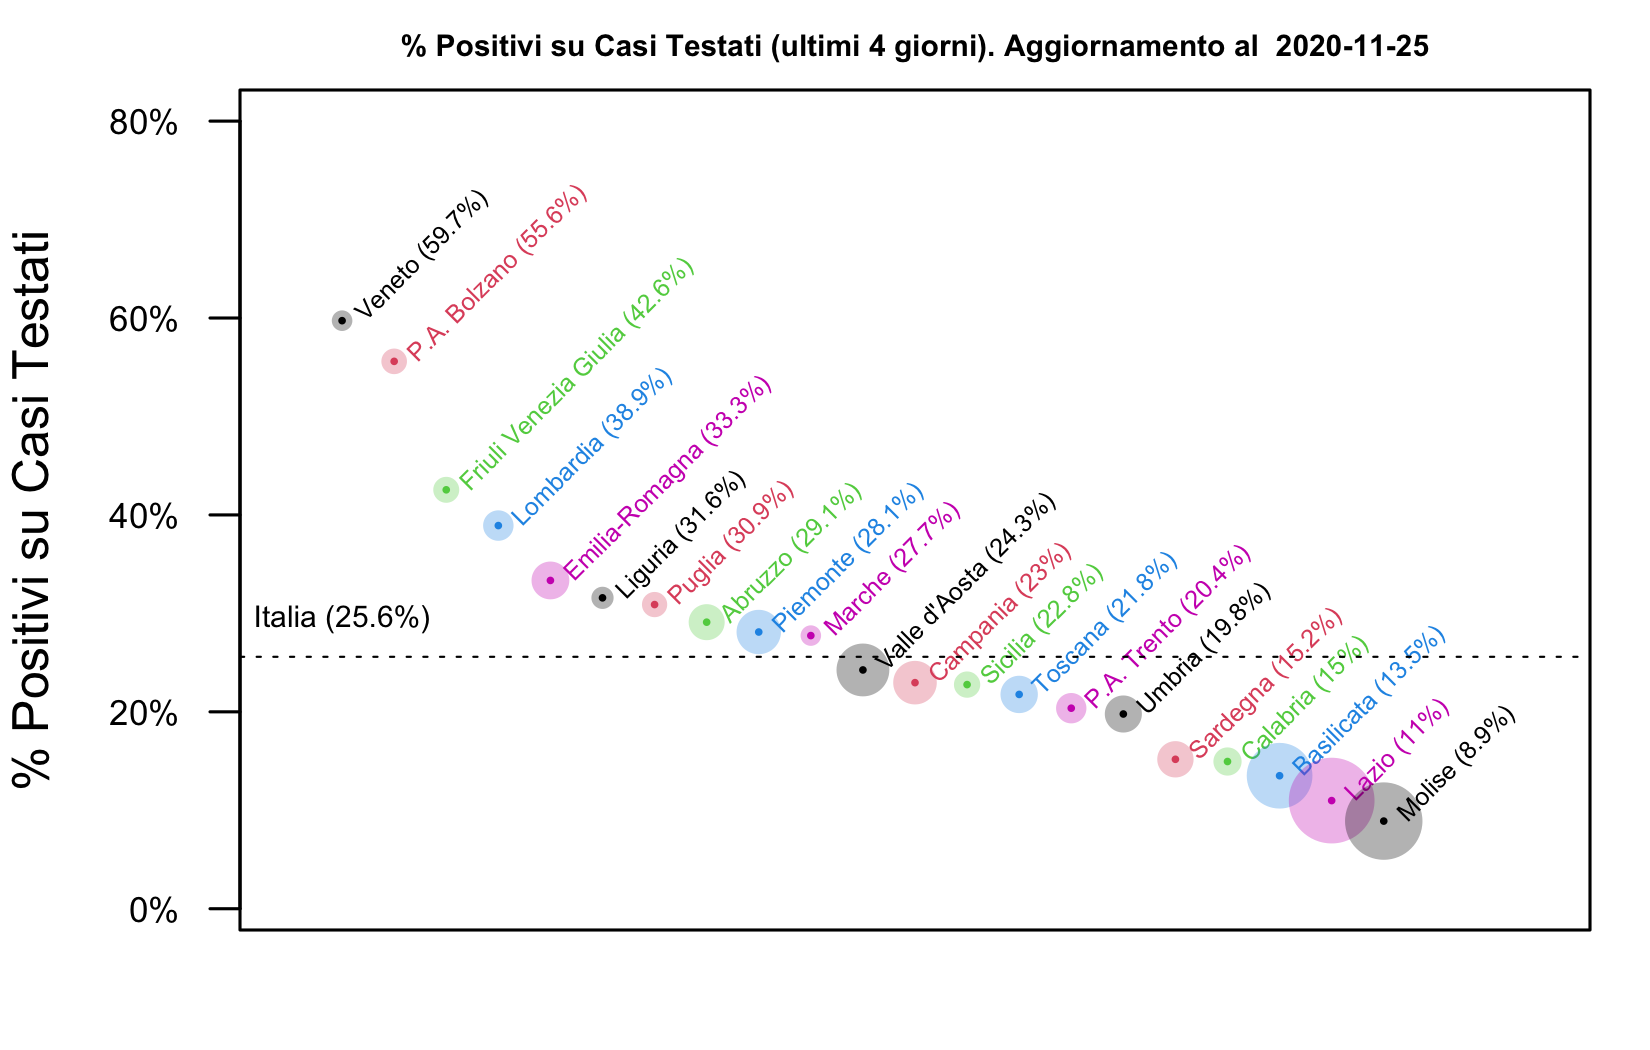 % Positivi su Casi Testati (ultimi 4 giorni). Aggiornamento al  2020-11-25
% Positivi su Casi Testati
80%
60%
40%
20%
0%
Italia (25.6%)
Veneto (59.7%)
P.A. Bolzano (55.6%)
Friuli Venezia Giulia (42.6%)
Lombardia (38.9%)
Emilia-Romagna (33.3%)
Liguria (31.6%)
Puglia (30.9%)
Abruzzo (29.1%)
Piemonte (28.1%)
Marche (27.7%)
Valle d'Aosta (24.3%)
Campania (23%)
Sicilia (22.8%)
Toscana (21.8%)
P.A. Trento (20.4%)
Umbria (19.8%)
Sardegna (15.2%)
Calabria (15%)
Basilicata (13.5%)
Lazio (11%)
Molise (8.9%)